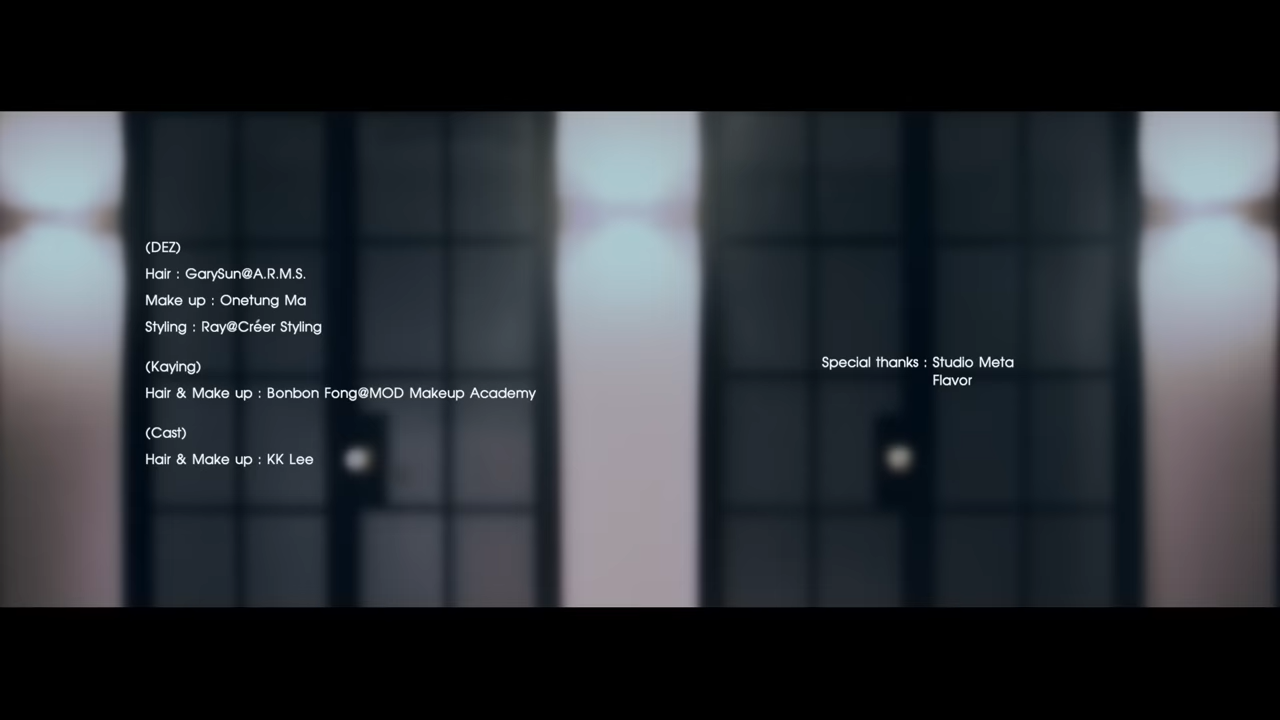 (DEZ)
Hair : GarySun@A.R.M.S.
Make up : Onetung Ma
Styling : Ray@Créer Styling
(Kaying)
Hair & Make up : Bonbon Fong@MOD Makeup Academy
(Cast)
Hair & Make up : KK Lee
Special thanks : Studio Meta
Flavor